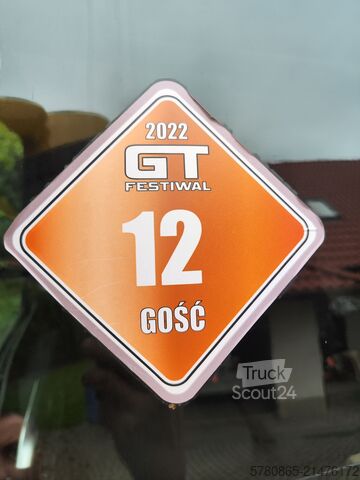 2022
GT
FESTIWAL
12
GOŚĆ
Truck
Scout24
5780865-21476172